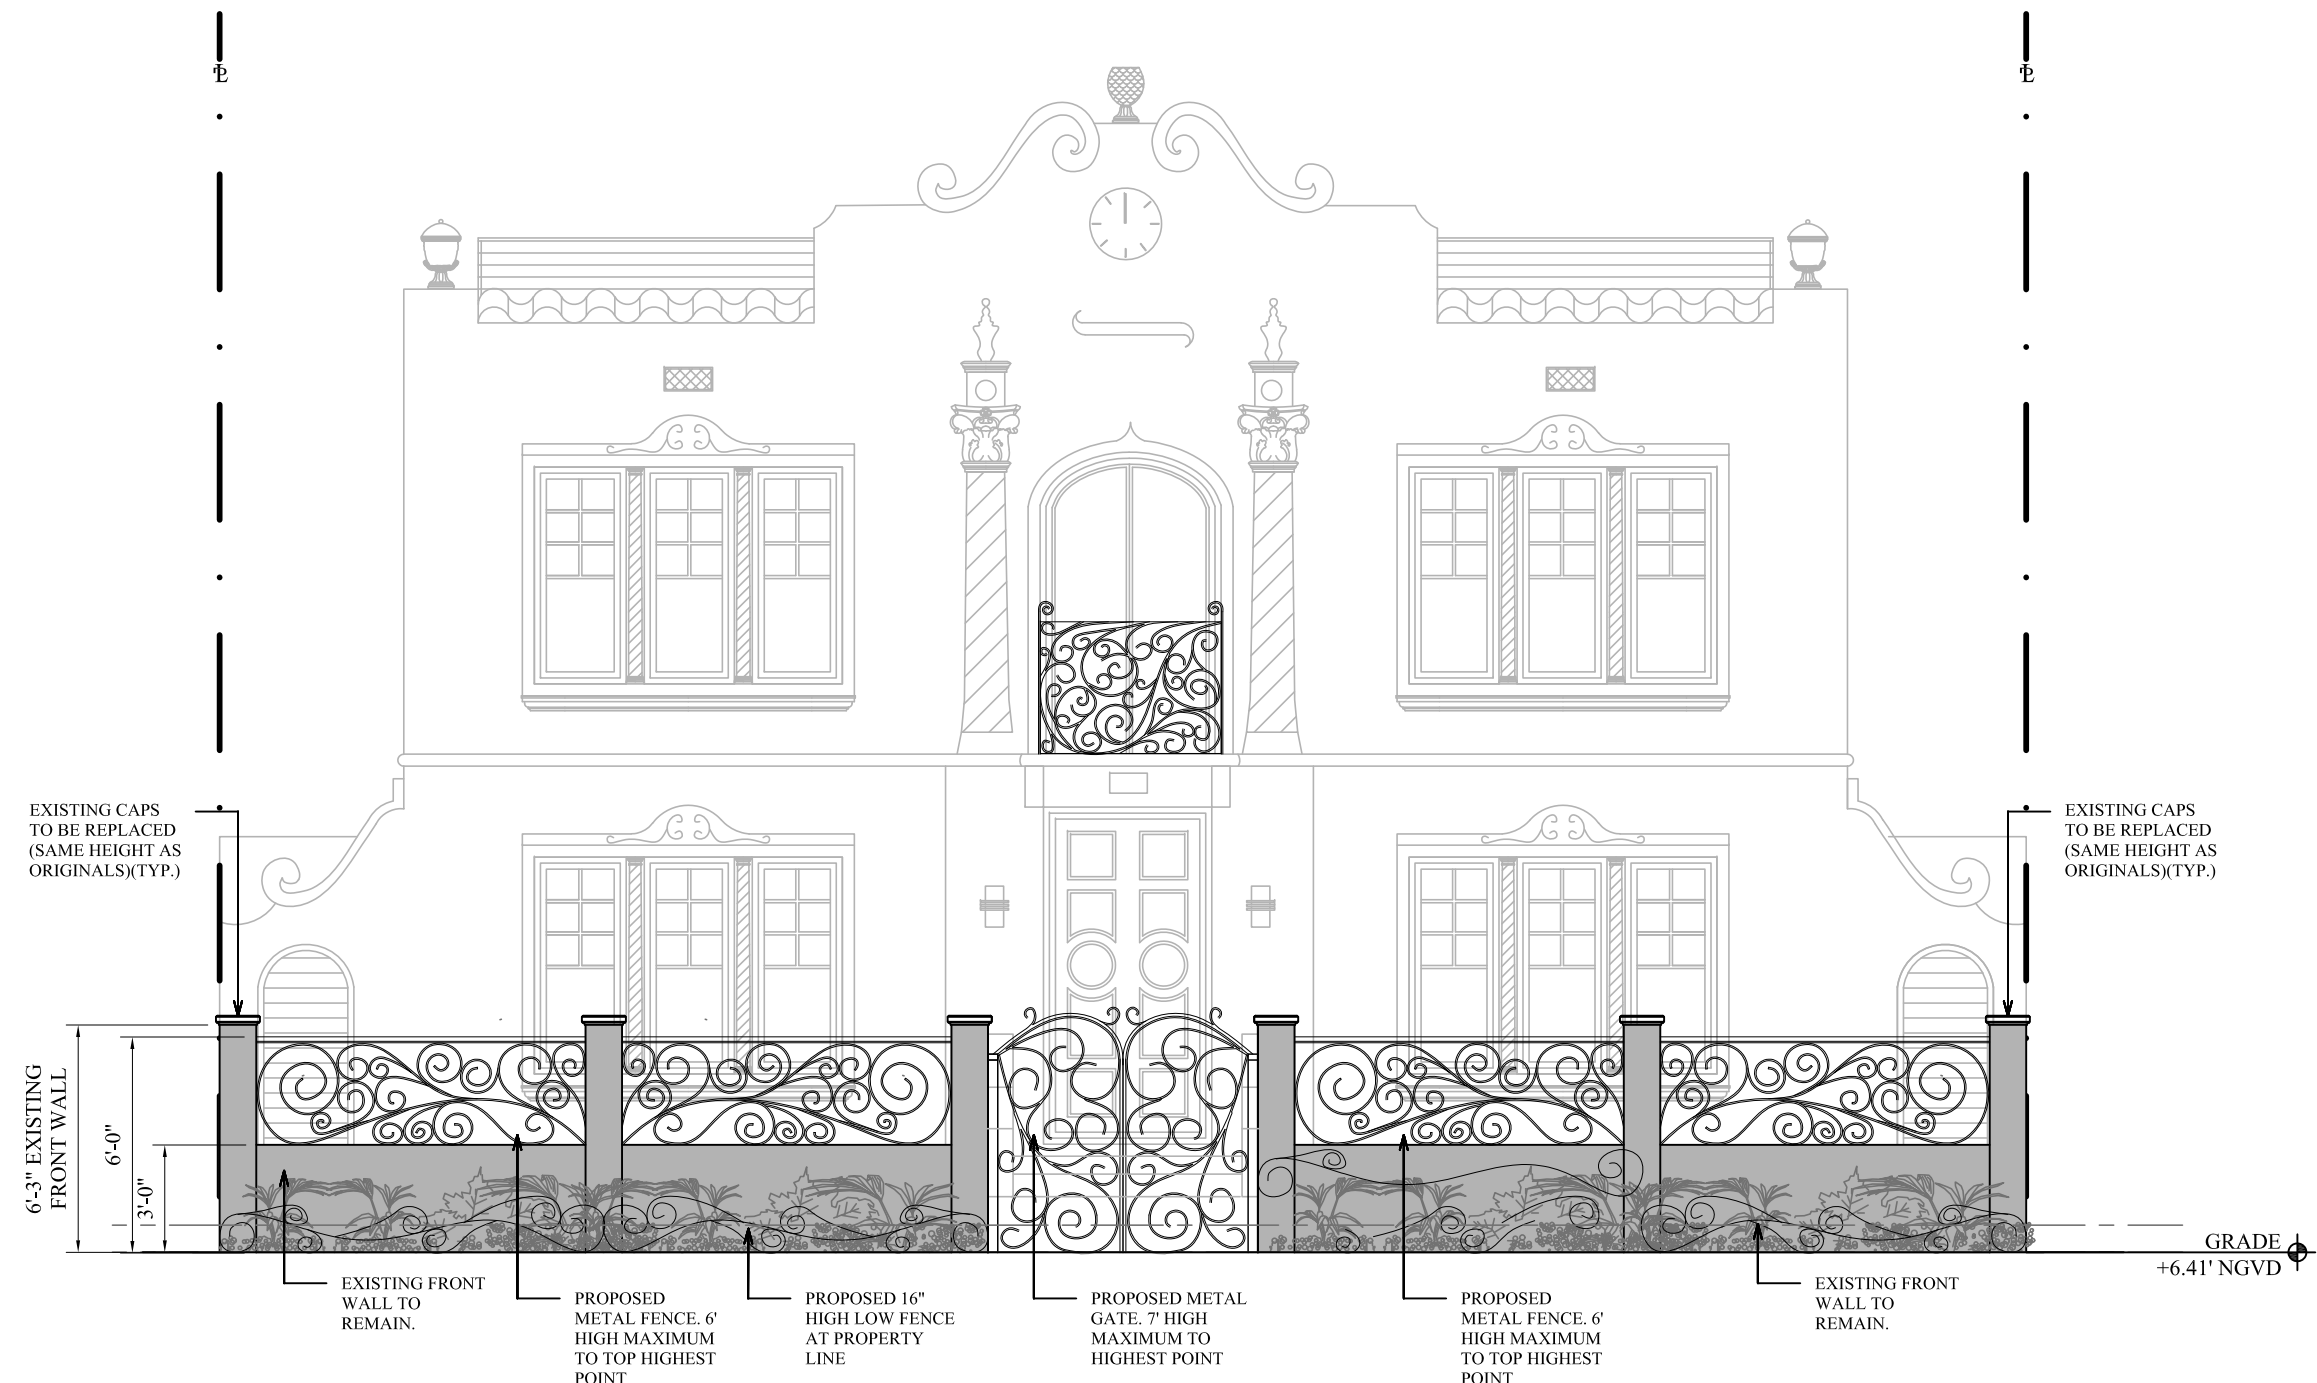 PL
PL
EXISTING CAPS
TO BE REPLACED
(SAME HEIGHT AS
ORIGINALS)(TYP.)
EXISTING CAPS
TO BE REPLACED
(SAME HEIGHT AS
ORIGINALS)(TYP.)
6'-3" EXISTING
FRONT WALL
6'-0"
3'-0"
GRADE
+6.41' NGVD
EXISTING FRONT
WALL TO
REMAIN.
PROPOSED
METAL FENCE. 6'
HIGH MAXIMUM
TO TOP HIGHEST
POINT
PROPOSED 16"
HIGH LOW FENCE
AT PROPERTY
LINE
PROPOSED METAL
GATE. 7' HIGH
MAXIMUM TO
HIGHEST POINT
PROPOSED
METAL FENCE. 6'
HIGH MAXIMUM
TO TOP HIGHEST
POINT
EXISTING FRONT
WALL TO
REMAIN.